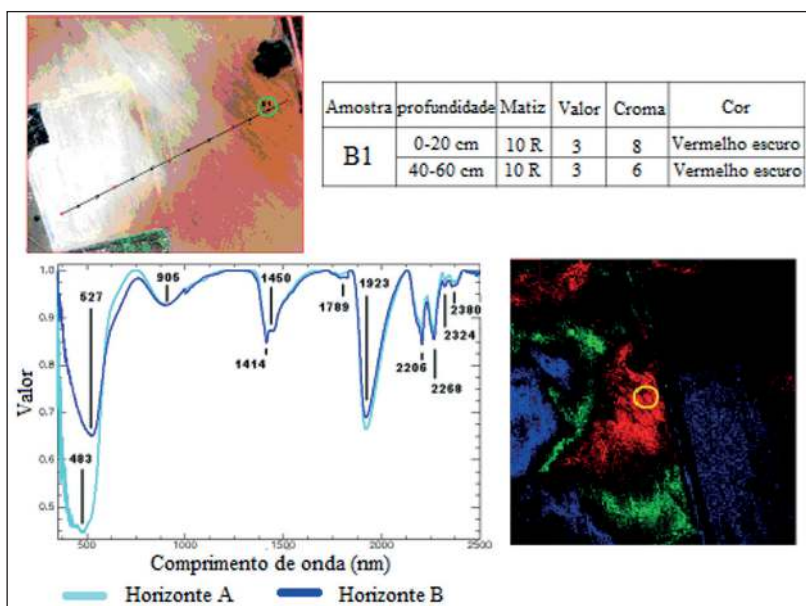 Amostra profundidade Matiz Valor Croma Cor
B1
0-20 cm 10 R 3 8 Vermelho escuro
40-60 cm 10 R 3 6 Vermelho escuro
1.0
0.9
0.8
0.7
0.6
0.5
Valor
527
905
1450
1789
1923
2380
2324
1414
2206
2268
483
500 1000 1500 2000 2500
Comprimento de onda (nm)
Horizonte A Horizonte B